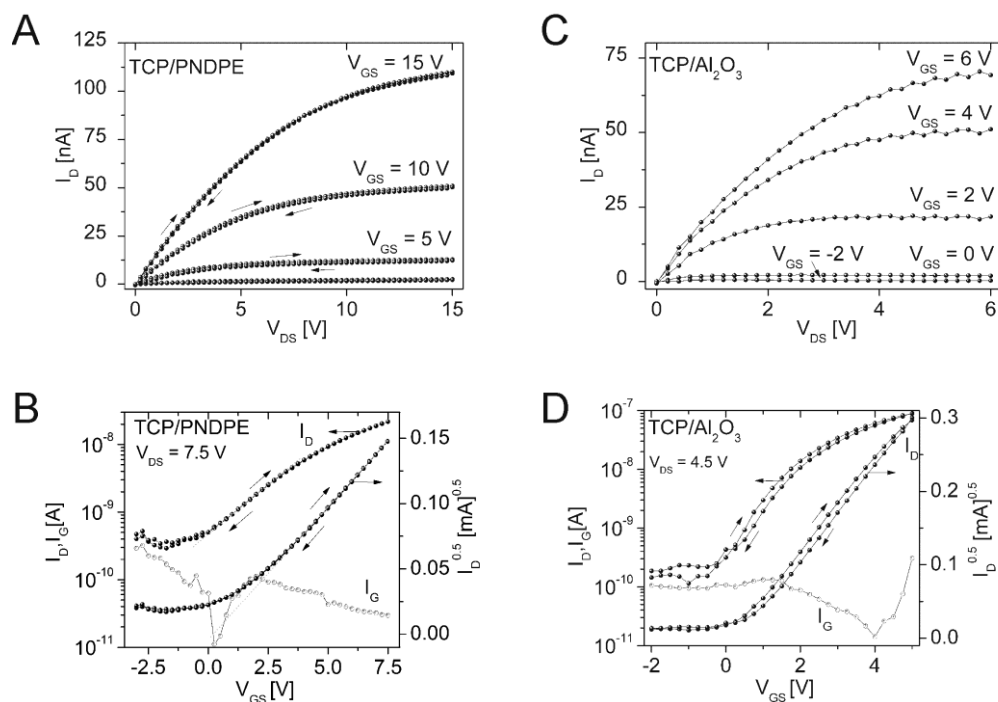 A
125
100
75
50
25
0
I_D [nA]
TCP/PNDPE
V_GS = 15 V
V_GS = 10 V
V_GS = 5 V
0
5
10
15
V_DS [V]
C
75
50
25
0
I_D [nA]
TCP/Al₂O₃
V_GS = 6 V
V_GS = 4 V
V_GS = 2 V
V_GS = -2 V
V_GS = 0 V
0
2
4
6
V_DS [V]
B
10⁻⁸
10⁻⁹
10⁻¹⁰
10⁻¹¹
I_D, I_G [A]
TCP/PNDPE
V_DS = 7.5 V
I_D
I_G
0.15
0.10
0.05
0.00
I_D^0.5 [mA]^0.5
-2.5
0.0
2.5
5.0
7.5
V_GS [V]
D
10⁻⁷
10⁻⁸
10⁻⁹
10⁻¹⁰
10⁻¹¹
I_D, I_G [A]
TCP/Al₂O₃
V_DS = 4.5 V
I_D
I_G
0.3
0.2
0.1
0.0
I_D^0.5 [mA]^0.5
-2
0
2
4
V_GS [V]